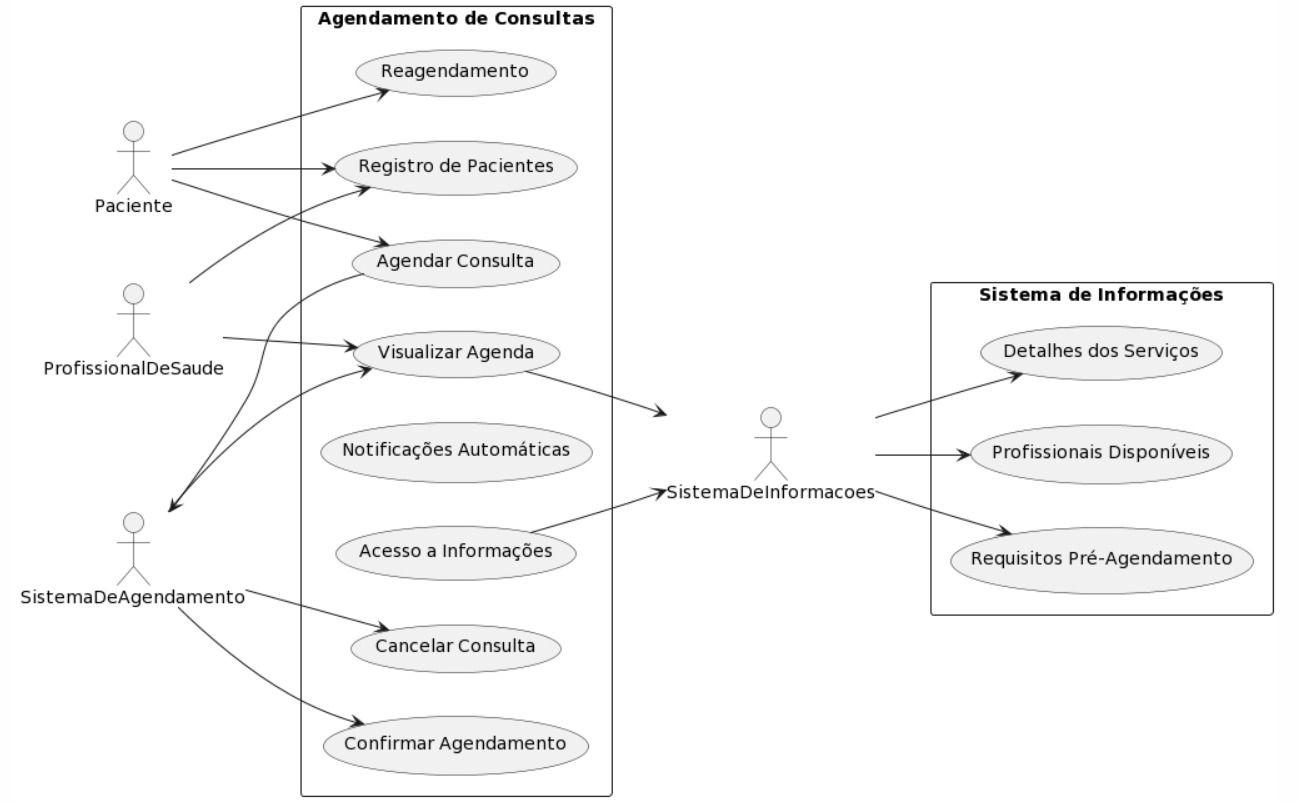 Agendamento de Consultas
Reagendamento
Registro de Pacientes
Paciente
Agendar Consulta
Sistema de Informações
Visualizar Agenda
Detalhes dos Serviços
ProfissionalDeSaude
Notificações Automáticas
Profissionais Disponíveis
SistemaDeInformacoes
Acesso a Informações
Requisitos Pré-Agendamento
SistemaDeAgendamento
Cancelar Consulta
Confirmar Agendamento